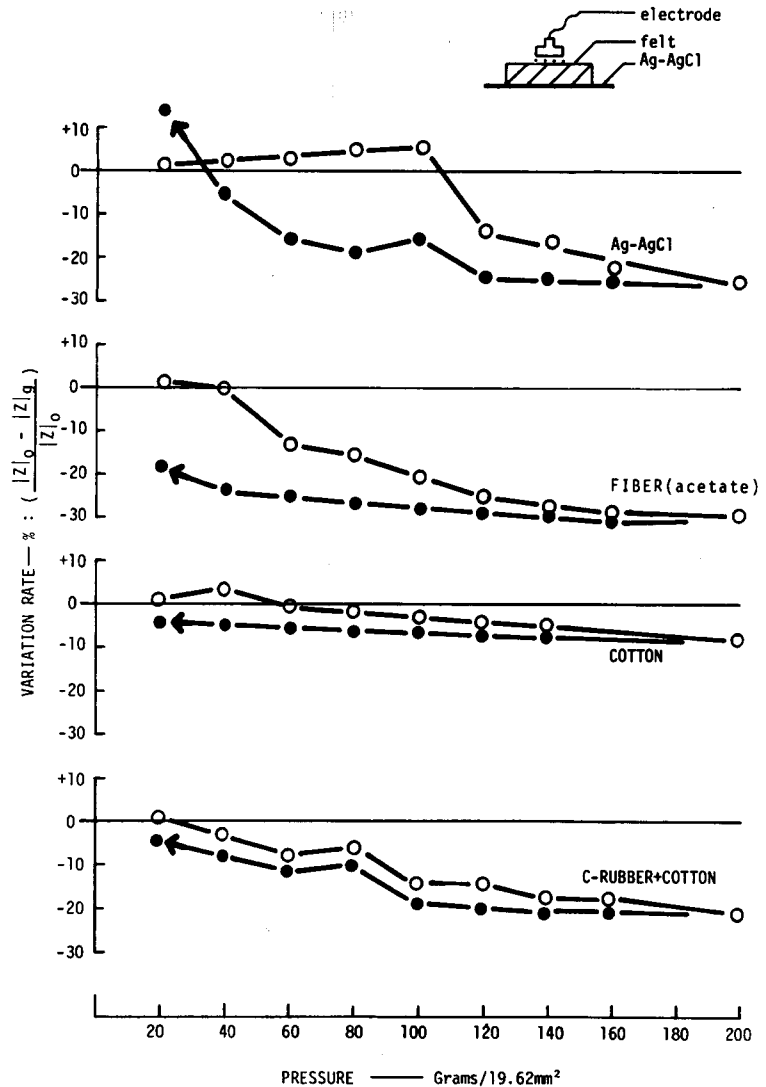 electrode
felt
Ag-AgCl
+10
0
-10
-20
-30
Ag-AgCl
+10
0
-10
-20
-30
FIBER(acetate)
+10
0
-10
-20
-30
COTTON
+10
0
-10
-20
-30
C-RUBBER+COTTON
VARIATION RATE — % : ( |Z|o - |Z|g / |Z|o )
20 40 60 80 100 120 140 160 180 200
PRESSURE — Grams/19.62mm²